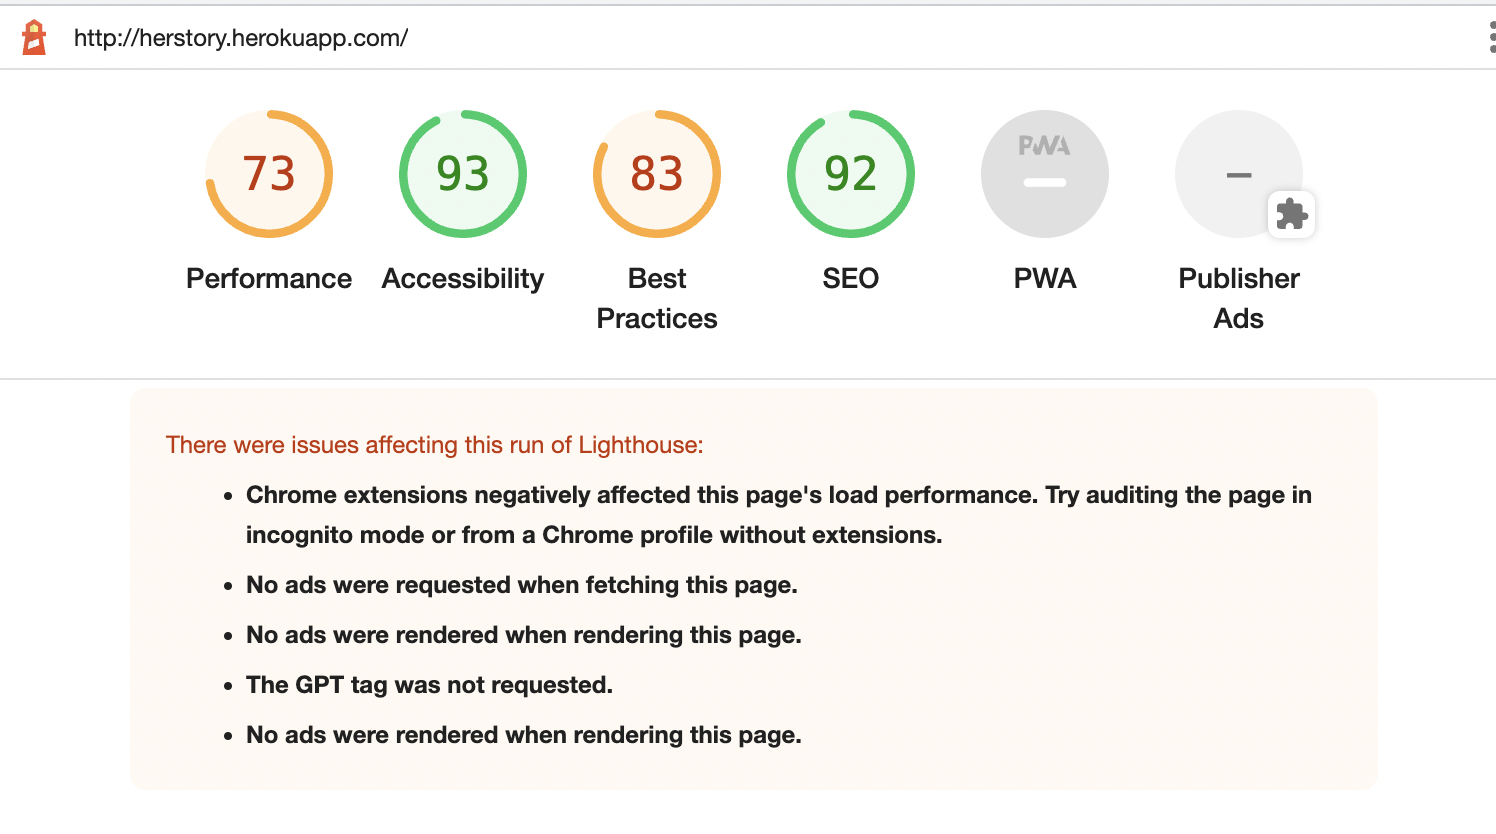 http://herstory.herokuapp.com/
73
93
83
92
PWA
–
Performance
Accessibility
Best
Practices
SEO
PWA
Publisher
Ads
There were issues affecting this run of Lighthouse:
• Chrome extensions negatively affected this page's load performance. Try auditing the page in
incognito mode or from a Chrome profile without extensions.
• No ads were requested when fetching this page.
• No ads were rendered when rendering this page.
• The GPT tag was not requested.
• No ads were rendered when rendering this page.